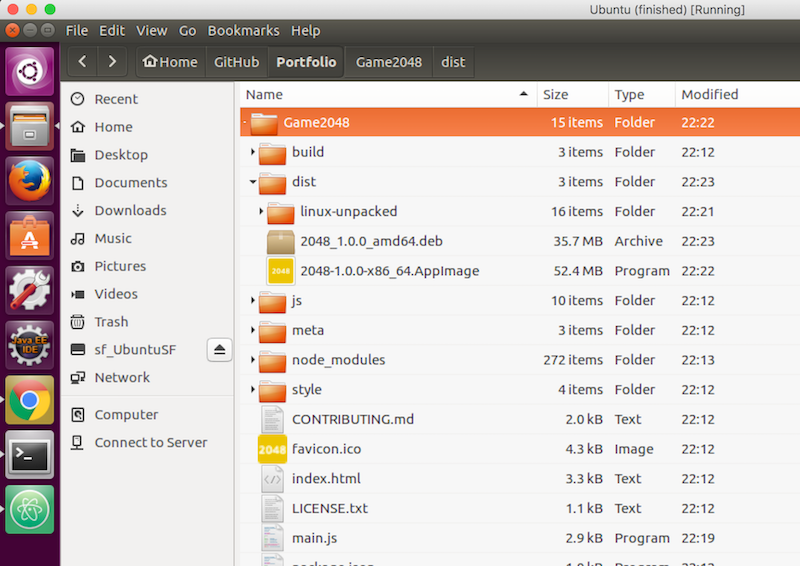 Ubuntu (finished) [Running]
File Edit View Go Bookmarks Help
Home GitHub Portfolio Game2048 dist
Name Size Type Modified
Recent
Home
Desktop
Documents
Downloads
Music
Pictures
Videos
Trash
sf_UbuntuSF
Network
Computer
Connect to Server
Game2048 15 items Folder 22:22
build 3 items Folder 22:12
dist 3 items Folder 22:23
linux-unpacked 16 items Folder 22:21
2048_1.0.0_amd64.deb 35.7 MB Archive 22:23
2048 2048-1.0.0-x86_64.AppImage 52.4 MB Program 22:22
js 10 items Folder 22:12
meta 3 items Folder 22:12
node_modules 272 items Folder 22:13
style 4 items Folder 22:12
CONTRIBUTING.md 2.0 kB Text 22:12
2048 favicon.ico 4.3 kB Image 22:12
index.html 3.3 kB Text 22:12
LICENSE.txt 1.1 kB Text 22:12
main.js 2.9 kB Program 22:19
Java EE
IDE